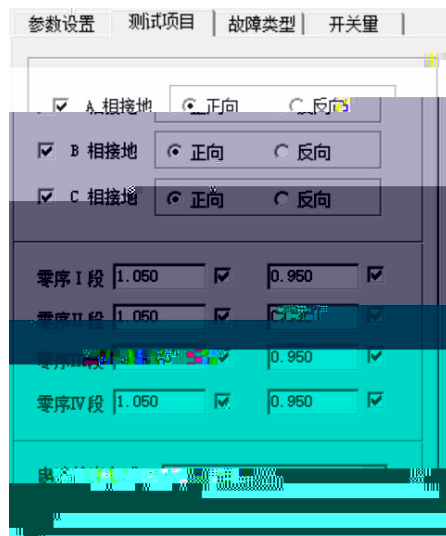 参数设置 测试项目 故障类型 开关量
A 相接地 正向 反向
B 相接地 正向 反向
C 相接地 正向 反向
零序 I 段 1.050 0.950
零序II 段 1.050
零序 0.950
零序IV段 1.050 0.950